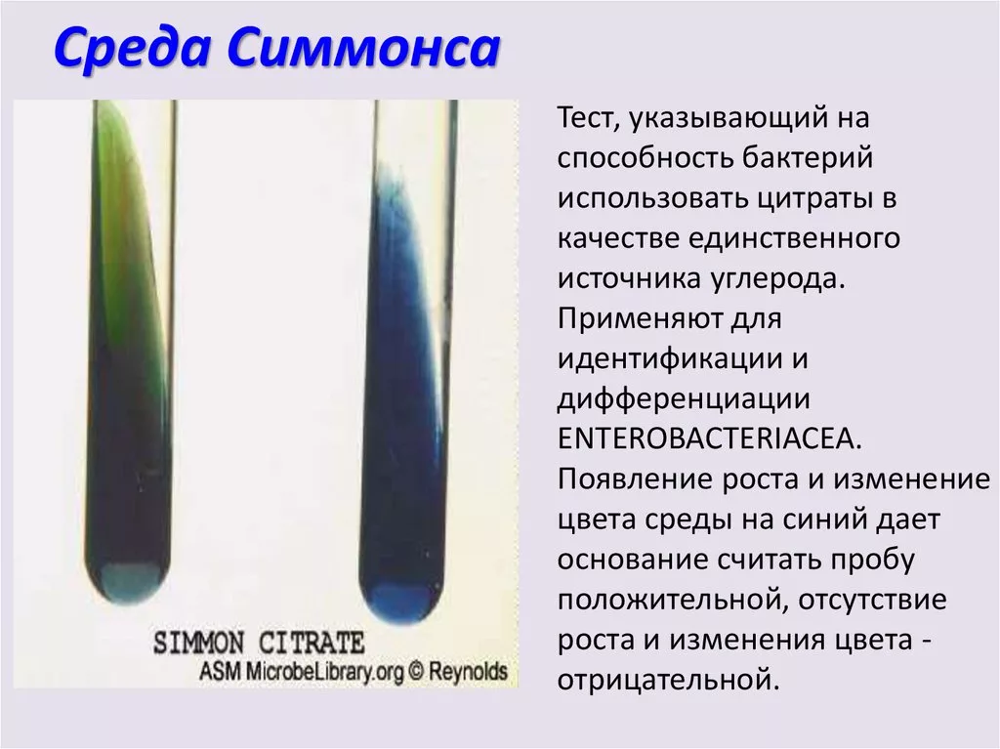 Среда Симмонса
Тест, указывающий на
способность бактерий
использовать цитраты в
качестве единственного
источника углерода.
Применяют для
идентификации и
дифференциации
ENTEROBACTERIACEA.
Появление роста и изменение
цвета среды на синий дает
основание считать пробу
положительной, отсутствие
роста и изменения цвета -
отрицательной.
SIMMON CITRATE
ASM MicrobeLibrary.org © Reynolds